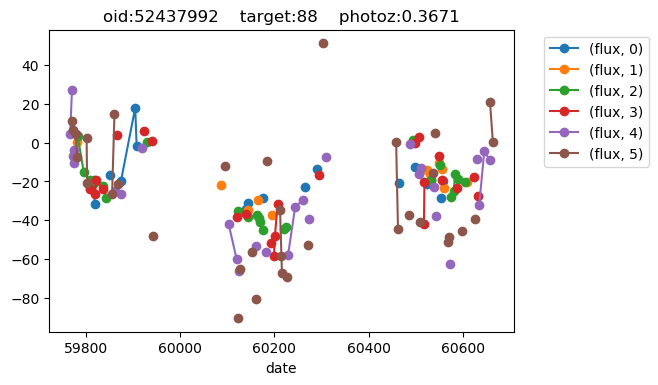 oid:52437992 target:88 photoz:0.3671
40
20
0
−20
−40
−60
−80
59800 60000 60200 60400 60600
date
(flux, 0)
(flux, 1)
(flux, 2)
(flux, 3)
(flux, 4)
(flux, 5)